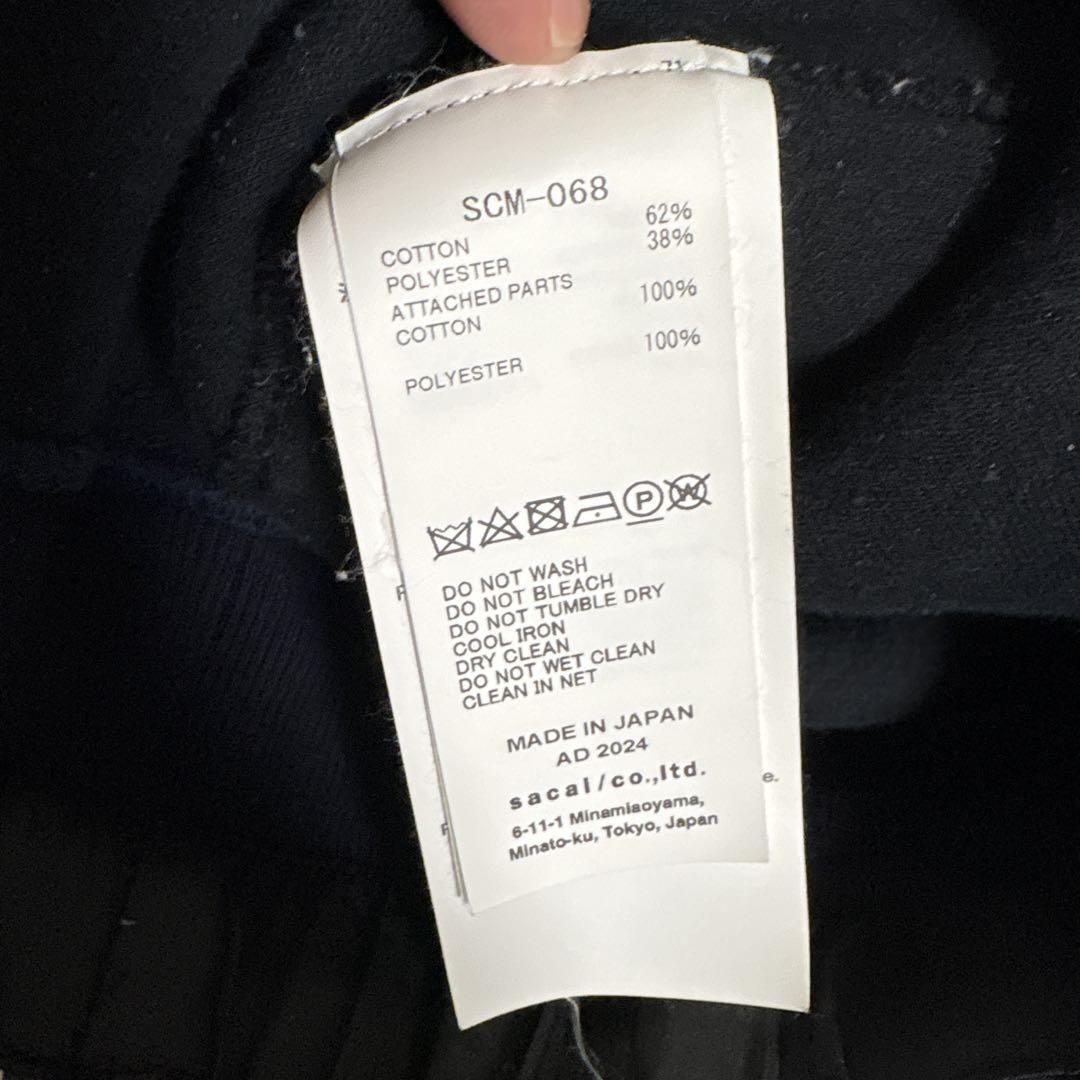 SCM-068
COTTON 62%
POLYESTER 38%
ATTACHED PARTS
COTTON 100%
POLYESTER 100%
P W
DO NOT WASH
DO NOT BLEACH
DO NOT TUMBLE DRY
COOL IRON
DRY CLEAN
DO NOT WET CLEAN
CLEAN IN NET
MADE IN JAPAN
AD 2024
sacai/co.,ltd.
6-11-1 Minamiaoyama,
Minato-ku, Tokyo, Japan
e.